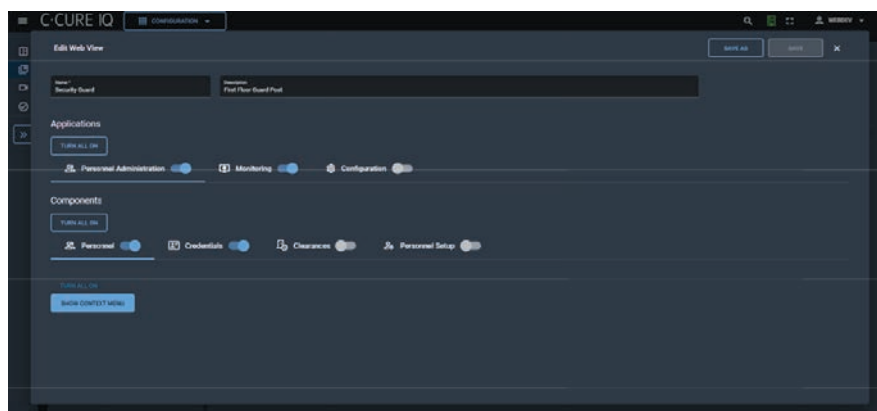 C•CURE IQ
CONFIGURATION
WEBDEV
Edit Web View
SAVE AS
SAVE
Name *
Security Guard
Description
First Floor Guard Post
Applications
TURN ALL ON
Personnel Administration
Monitoring
Configuration
Components
TURN ALL ON
Personnel
Credentials
Clearances
Personnel Setup
TURN ALL ON
SHOW CONTEXT MENU